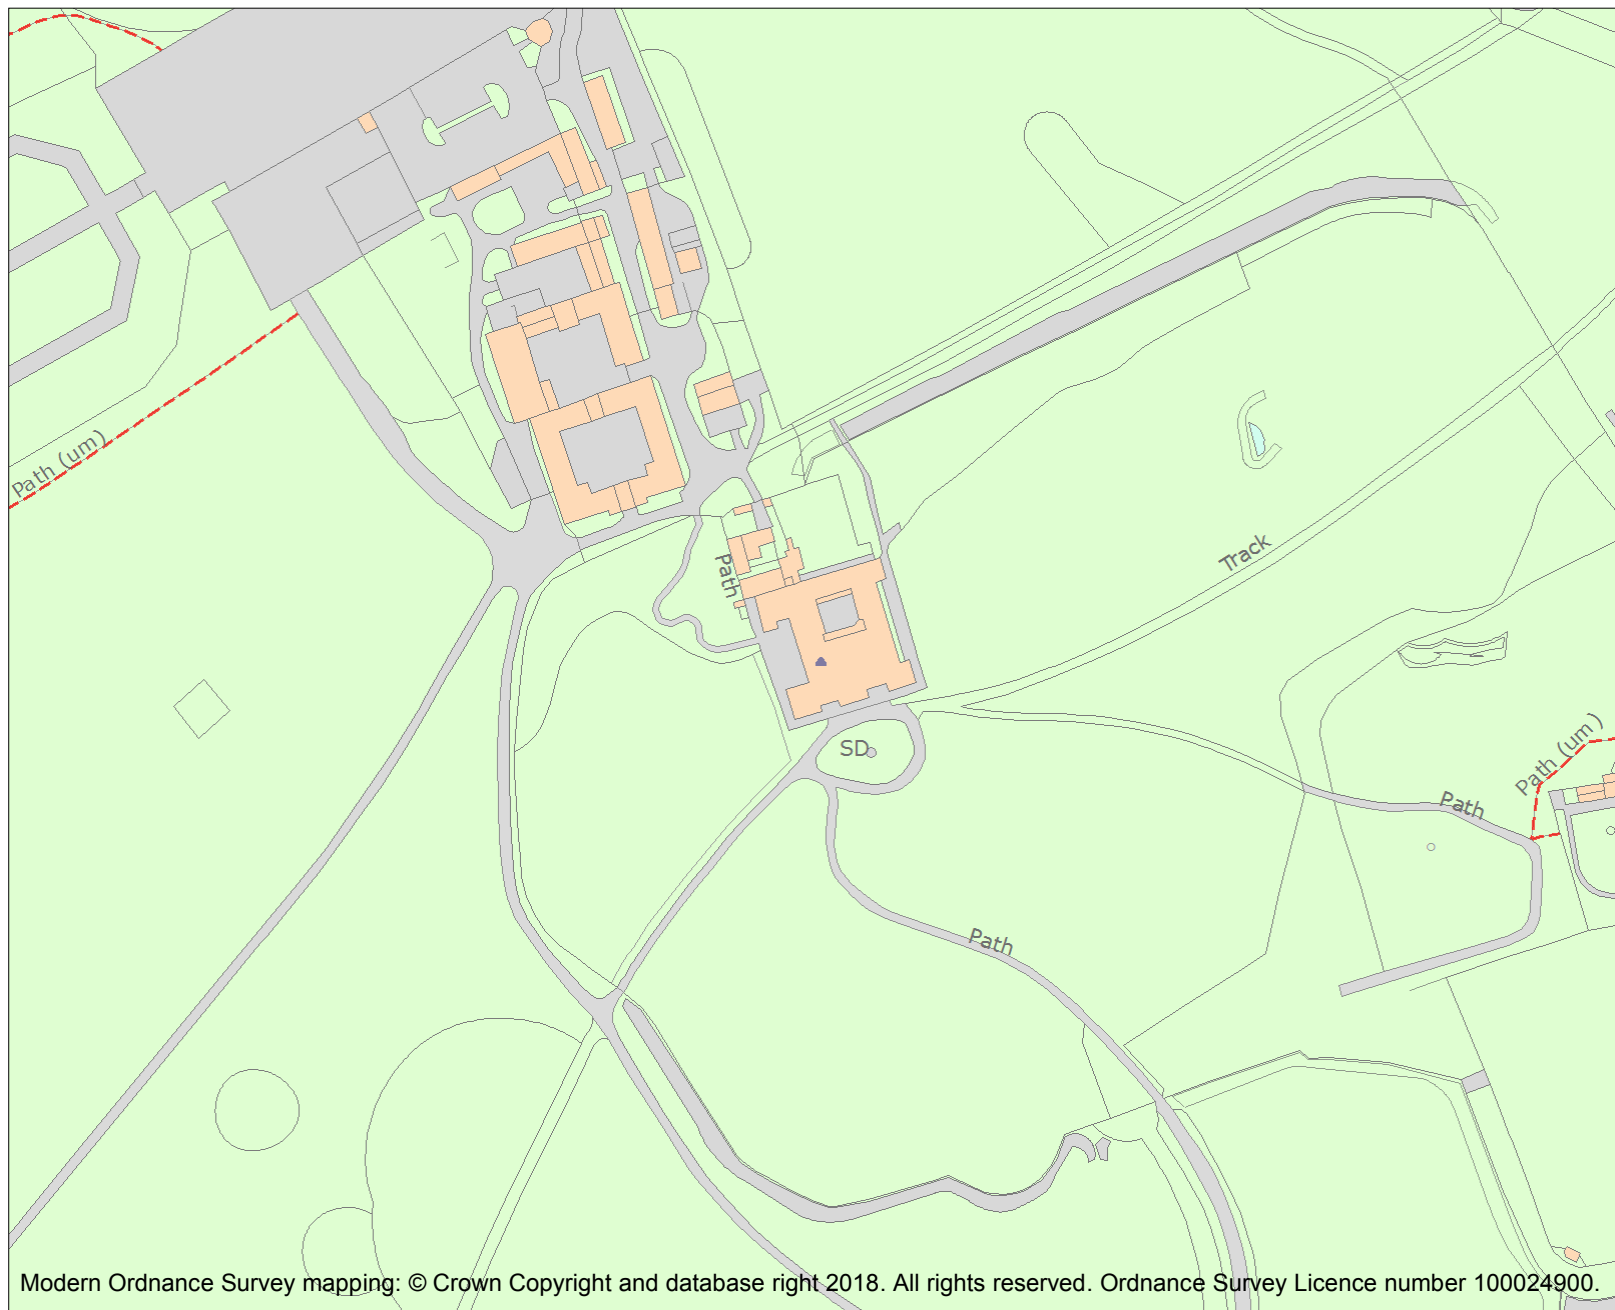 Path (um)
Path
Track
SD
Path (um)
Path
Path
Modern Ordnance Survey mapping: © Crown Copyright and database right 2018. All rights reserved. Ordnance Survey Licence number 100024900.